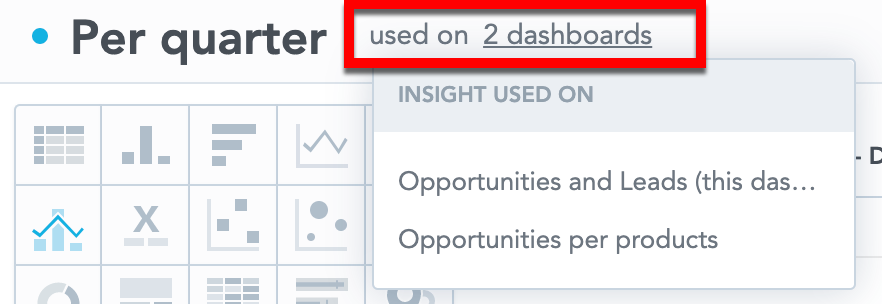 Per quarter used on 2 dashboards
INSIGHT USED ON
- D
Opportunities and Leads (this das...
Opportunities per products
X